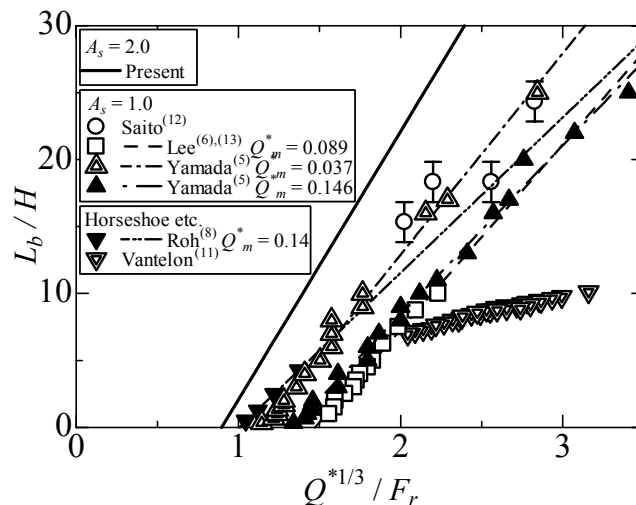 30
20
10
0
0
1
2
3
L_b / H
Q^{*1/3} / F_r
A_s = 2.0
Present
A_s = 1.0
Saito^{(12)}
Lee^{(6),(13)} Q^*_m = 0.089
Yamada^{(5)} Q^*_m = 0.037
Yamada^{(5)} Q^*_m = 0.146
Horseshoe etc.
Roh^{(8)} Q^*_m = 0.14
Vantelon^{(11)}